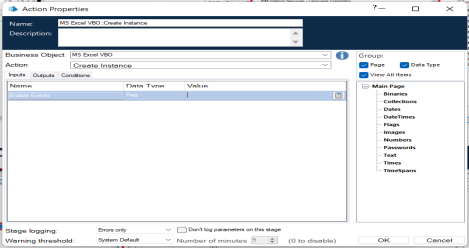 Action Properties
Name: MS Excel VBO::Create Instance
Description:
Business Object MS Excel VBO
Action Create Instance
Inputs Outputs Conditions
Name Data Type Value
Enable Events Flag
Group:
Page Data Type
View All Items
Main Page
Binaries
Collections
Dates
DateTimes
Flags
Images
Numbers
Passwords
Text
Times
TimeSpans
Stage logging: Errors only Don't log parameters on this stage
Warning threshold: System Default Number of minutes 5 (0 to disable)
OK Cancel